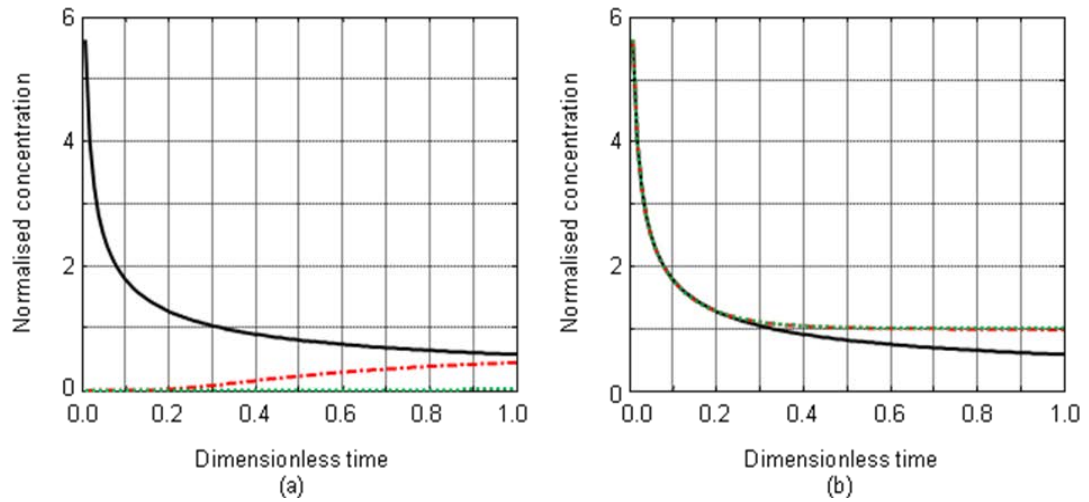 6
4
2
0
0.0 0.2 0.4 0.6 0.8 1.0
Normalised concentration
Dimensionless time
(a)
6
4
2
0
0.0 0.2 0.4 0.6 0.8 1.0
Normalised concentration
Dimensionless time
(b)